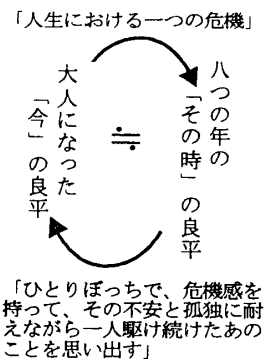 「人生における一つの危機」
八つの年の
「その時」の良平
≒
大人になった
「今」の良平
「ひとりぼっちで、危機感を
持って、その不安と孤独に耐
えながら一人駆け続けたあの
ことを思い出す」